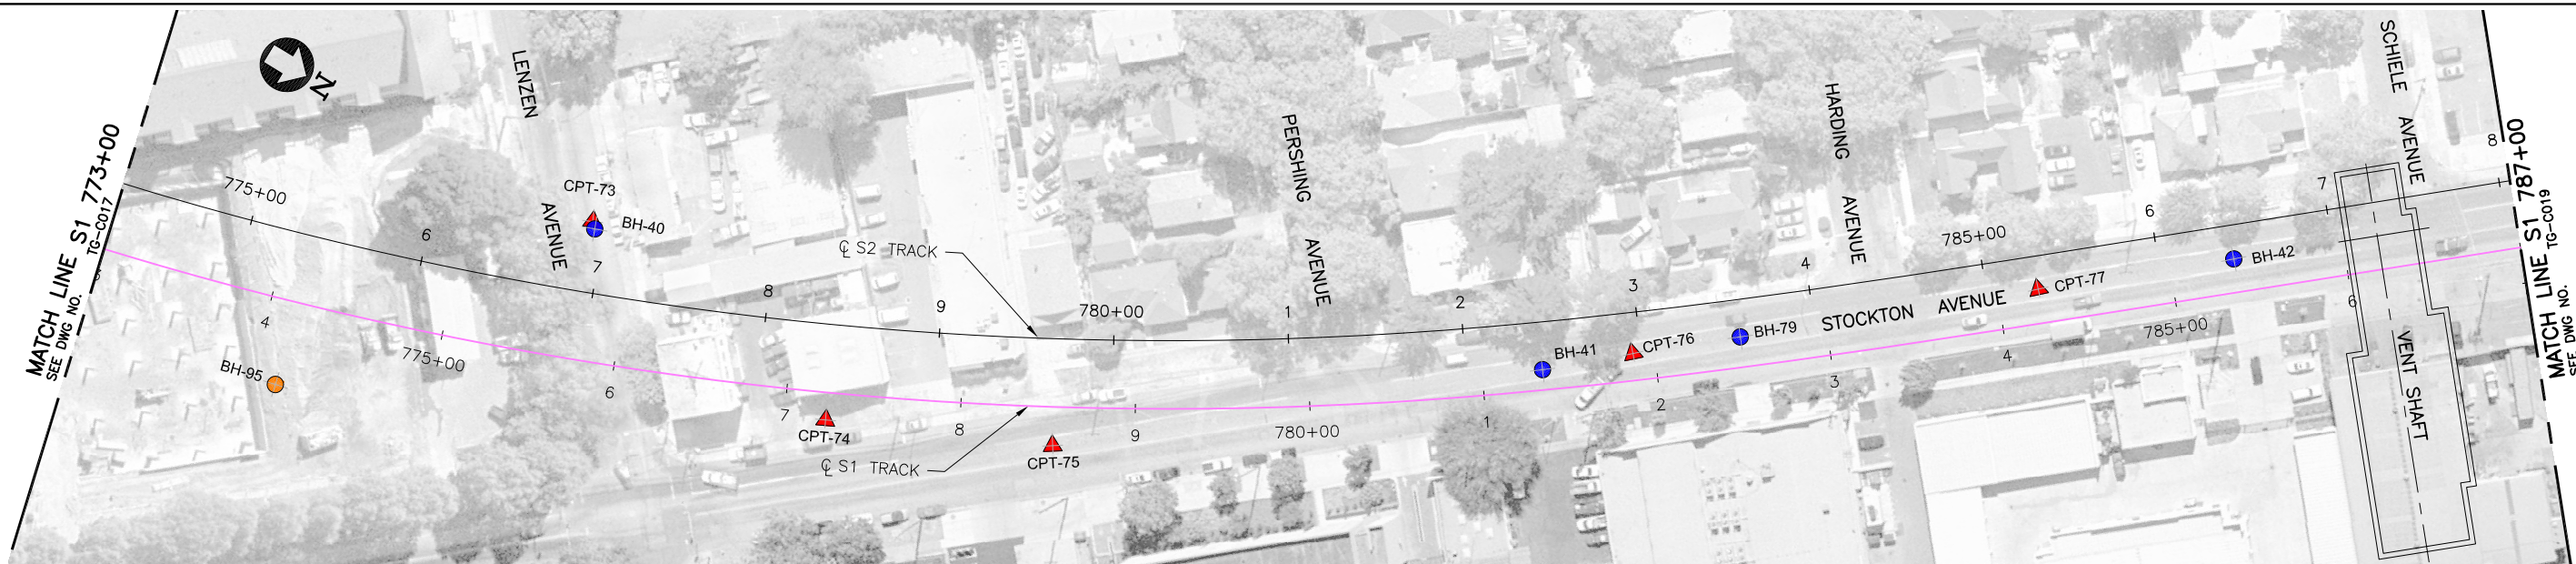 MATCH LINE S1 773+00
SEE DWG NO. TG-C017
N
LENZEN
AVENUE
PERSHING
AVENUE
HARDING
AVENUE
SCHIELE
AVENUE
775+00
6
7
8
9
780+00
1
2
3
4
785+00
6
7
8
CPT-73
BH-40
℄ S2 TRACK
BH-95
4
775+00
6
7
8
9
780+00
1
2
3
4
785+00
6
CPT-74
℄ S1 TRACK
CPT-75
BH-41
CPT-76
BH-79
STOCKTON AVENUE
CPT-77
BH-42
VENT SHAFT
MATCH LINE S1 787+00
SEE DWG NO. TG-C019